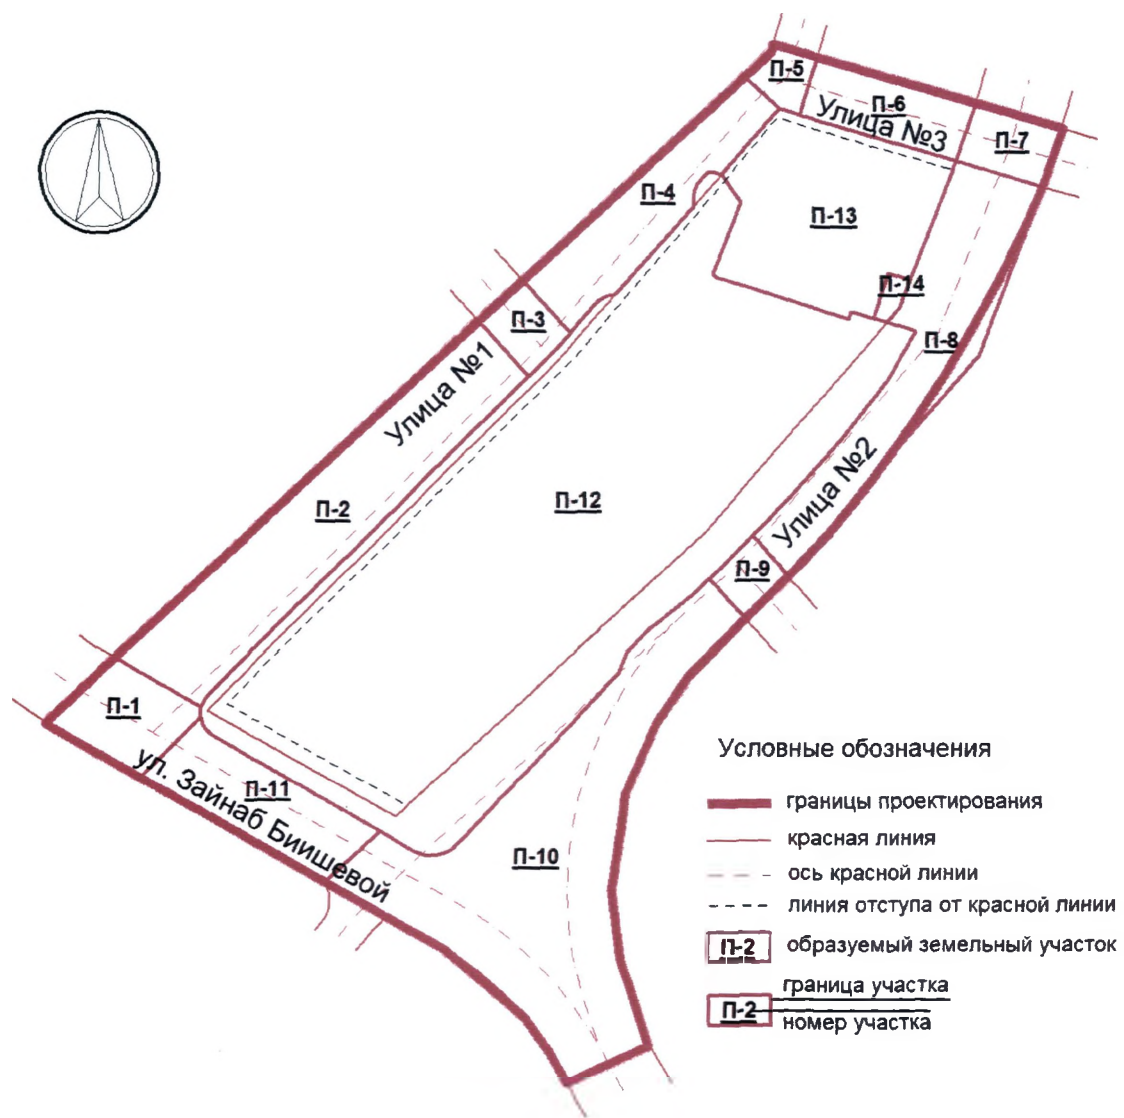 П-5
П-6
Улица №3
П-7
П-4
П-13
П-14
П-3
П-8
Улица №1
П-2
П-12
Улица №2
П-9
П-1
ул. Зайнаб Биишевой
П-11
П-10
Условные обозначения
границы проектирования
красная линия
ось красной линии
линия отступа от красной линии
П-2 образуемый земельный участок
граница участка
П-2
номер участка